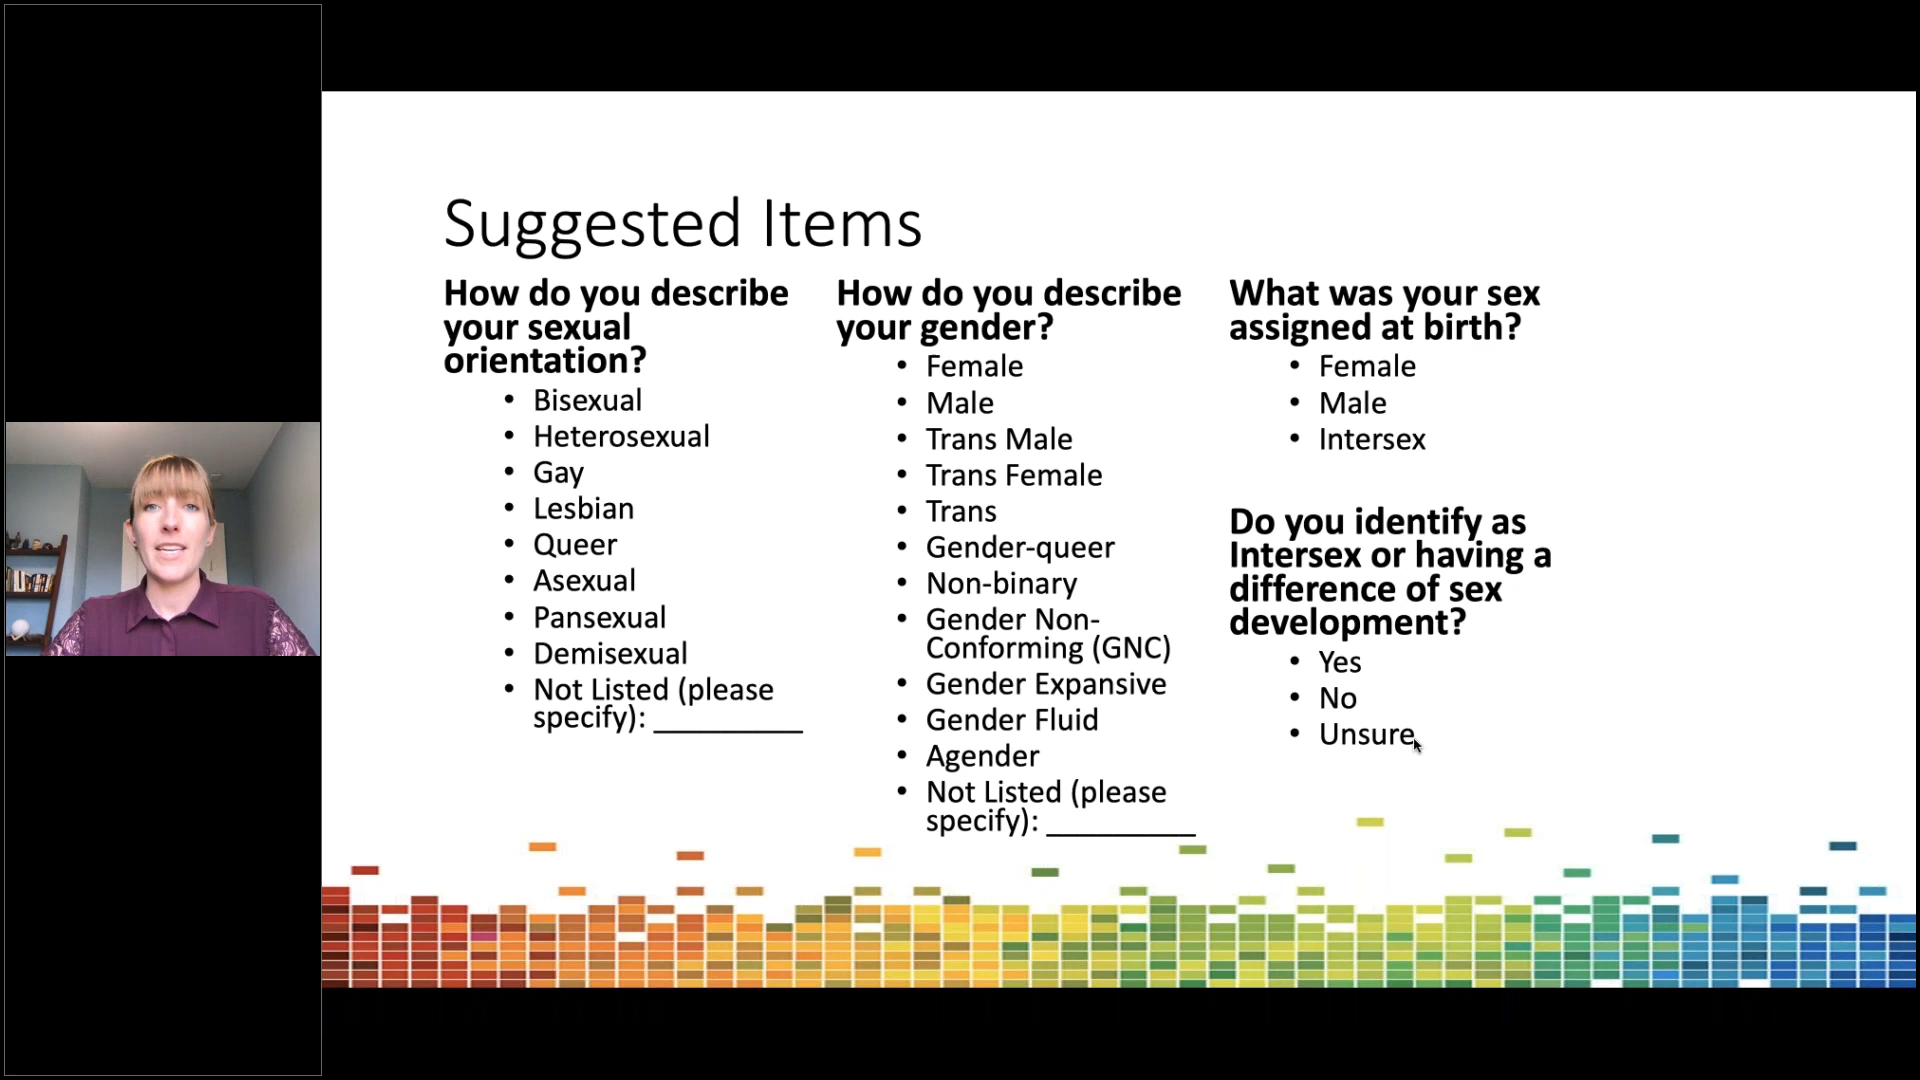 Suggested Items
How do you describe
your sexual
orientation?
• Bisexual
• Heterosexual
• Gay
• Lesbian
• Queer
• Asexual
• Pansexual
• Demisexual
• Not Listed (please
specify): _________
How do you describe
your gender?
• Female
• Male
• Trans Male
• Trans Female
• Trans
• Gender-queer
• Non-binary
• Gender Non-
Conforming (GNC)
• Gender Expansive
• Gender Fluid
• Agender
• Not Listed (please
specify): _________
What was your sex
assigned at birth?
• Female
• Male
• Intersex
Do you identify as
Intersex or having a
difference of sex
development?
• Yes
• No
• Unsure